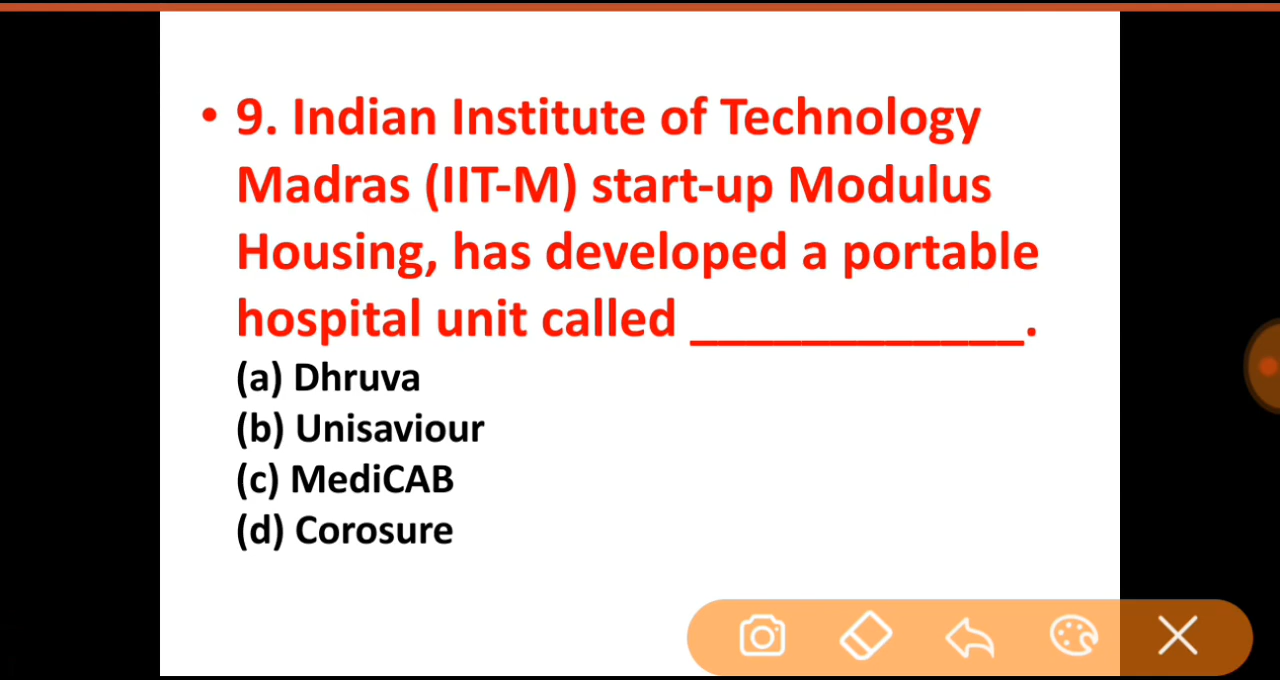 • 9. Indian Institute of Technology
Madras (IIT-M) start-up Modulus
Housing, has developed a portable
hospital unit called ____________.
(a) Dhruva
(b) Unisaviour
(c) MediCAB
(d) Corosure